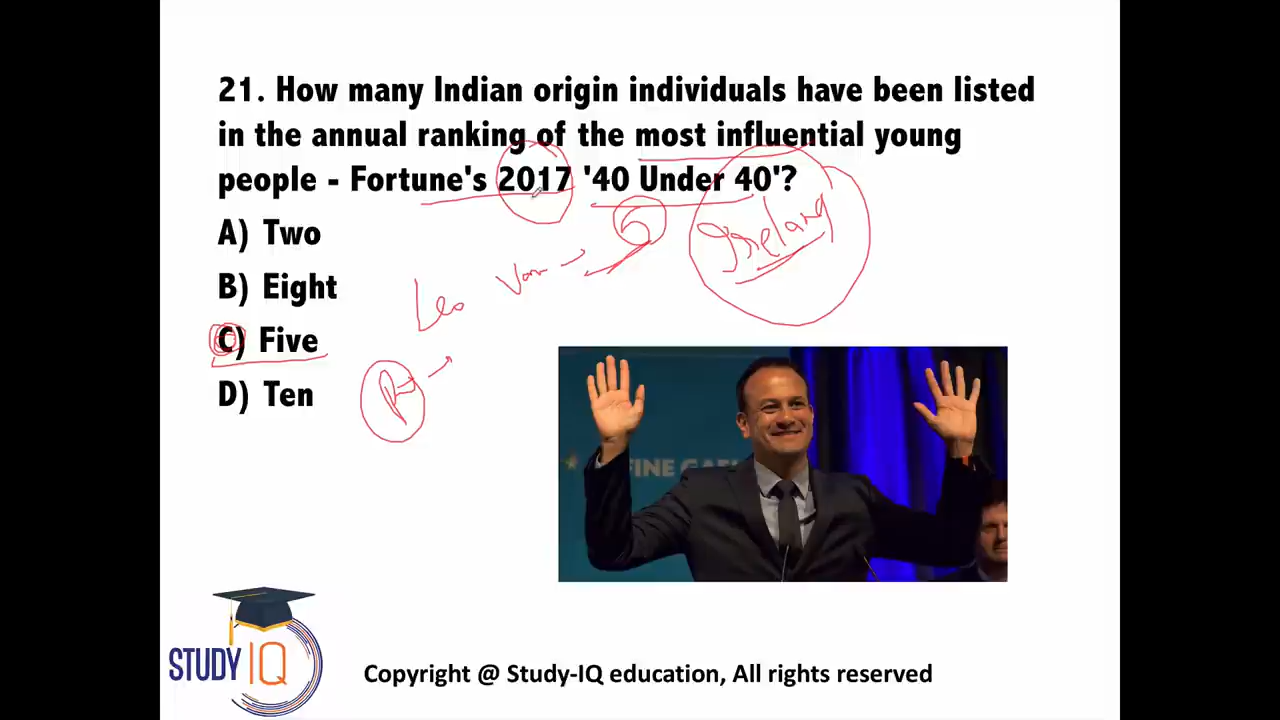 21. How many Indian origin individuals have been listed
in the annual ranking of the most influential young
people - Fortune's 2017 '40 Under 40'?
A) Two
B) Eight
C) Five
D) Ten
Ireland
Leo Var
5
FINE GAEL
STUDY IQ
Copyright @ Study-IQ education, All rights reserved